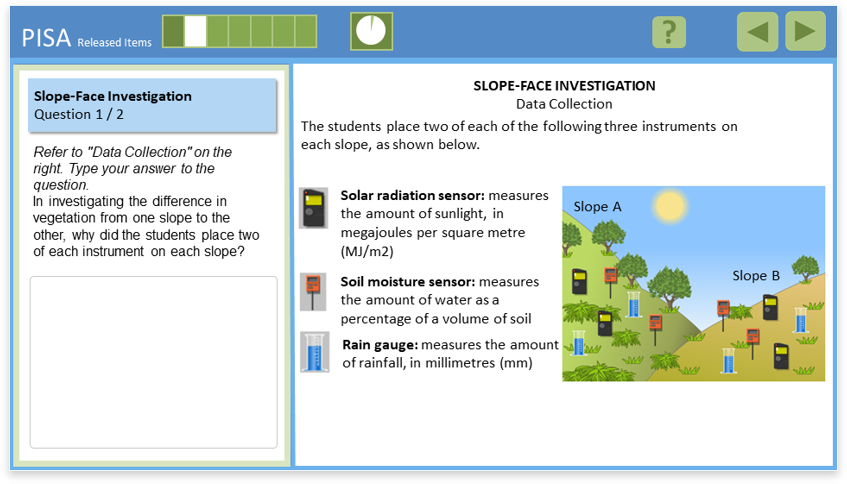 PISA Released Items
?
Slope-Face Investigation
Question 1 / 2
Refer to "Data Collection" on the
right. Type your answer to the
question.
In investigating the difference in
vegetation from one slope to the
other, why did the students place two
of each instrument on each slope?
SLOPE-FACE INVESTIGATION
Data Collection
The students place two of each of the following three instruments on
each slope, as shown below.
Solar radiation sensor: measures
the amount of sunlight, in
megajoules per square metre
(MJ/m2)
Soil moisture sensor: measures
the amount of water as a
percentage of a volume of soil
Rain gauge: measures the amount
of rainfall, in millimetres (mm)
Slope A
Slope B